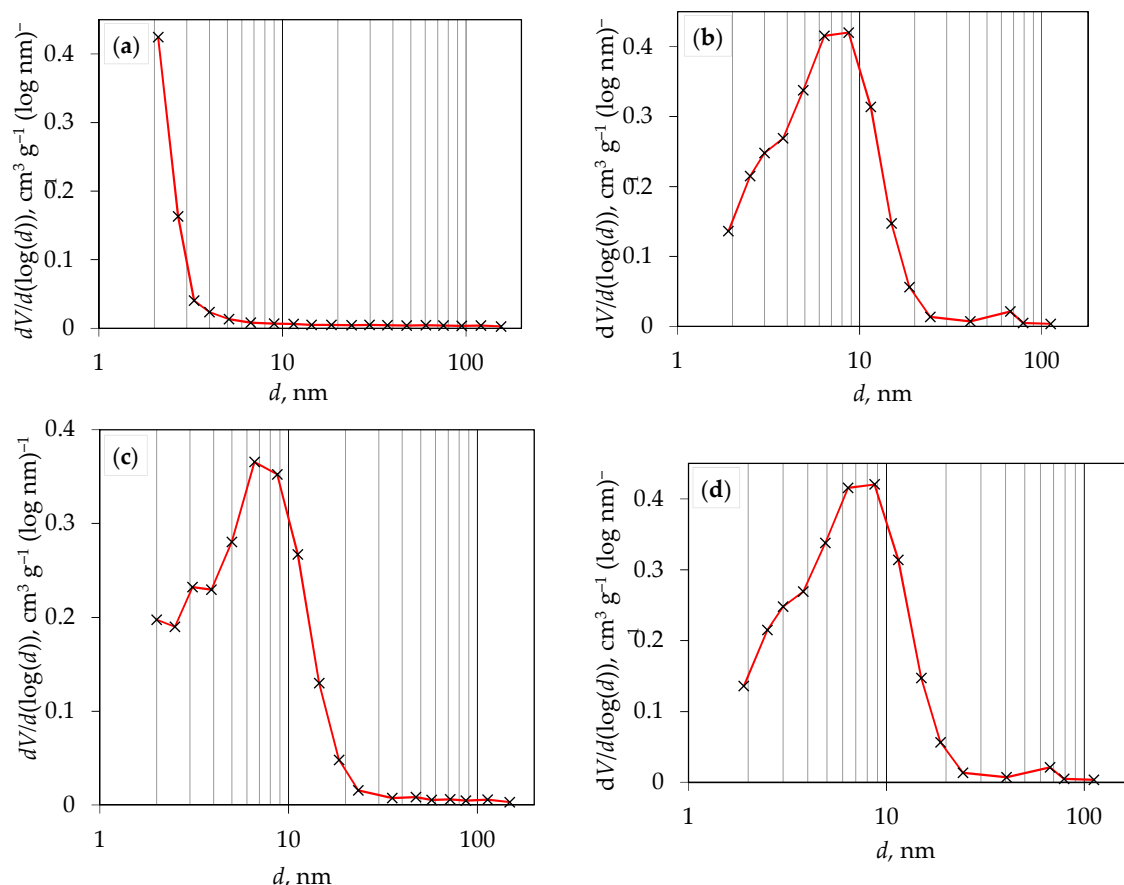 (a)
dV/d(log(d)), cm³ g⁻¹ (log nm)⁻
1
0.4
0.3
0.2
0.1
0
1 10 100
d, nm
(b)
dV/d(log(d)), cm³ g⁻¹ (log nm)⁻
1
0.4
0.3
0.2
0.1
0
1 10 100
d, nm
(c)
dV/d(log(d)), cm³ g⁻¹ (log nm)⁻¹
0.4
0.3
0.2
0.1
0
1 10 100
d, nm
(d)
dV/d(log(d)), cm³ g⁻¹ (log nm)⁻
1
0.4
0.3
0.2
0.1
0
1 10 100
d, nm